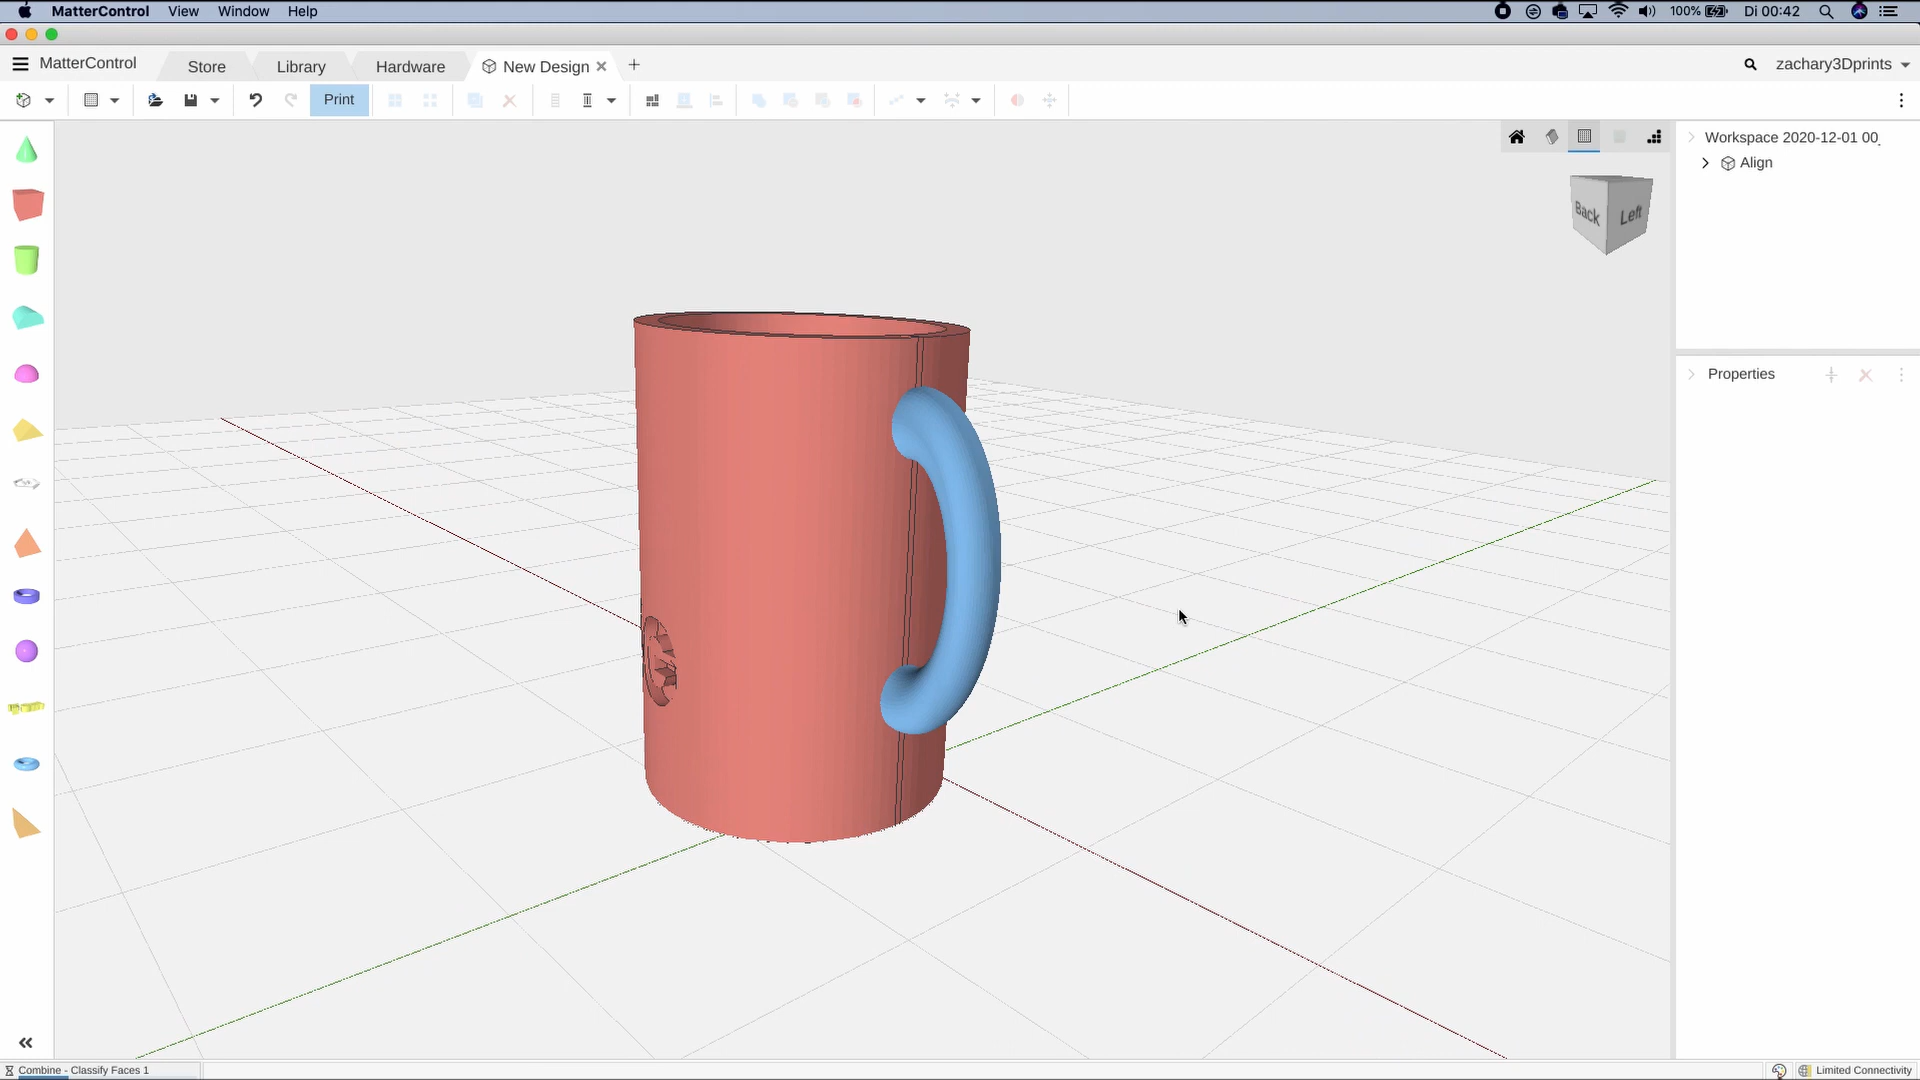 MatterControl View Window Help 100% Di 00:42
MatterControl Store Library Hardware New Design zachary3Dprints
Print
Workspace 2020-12-01 00
Align
Back Left
Properties
Combine - Classify Faces 1 Limited Connectivity